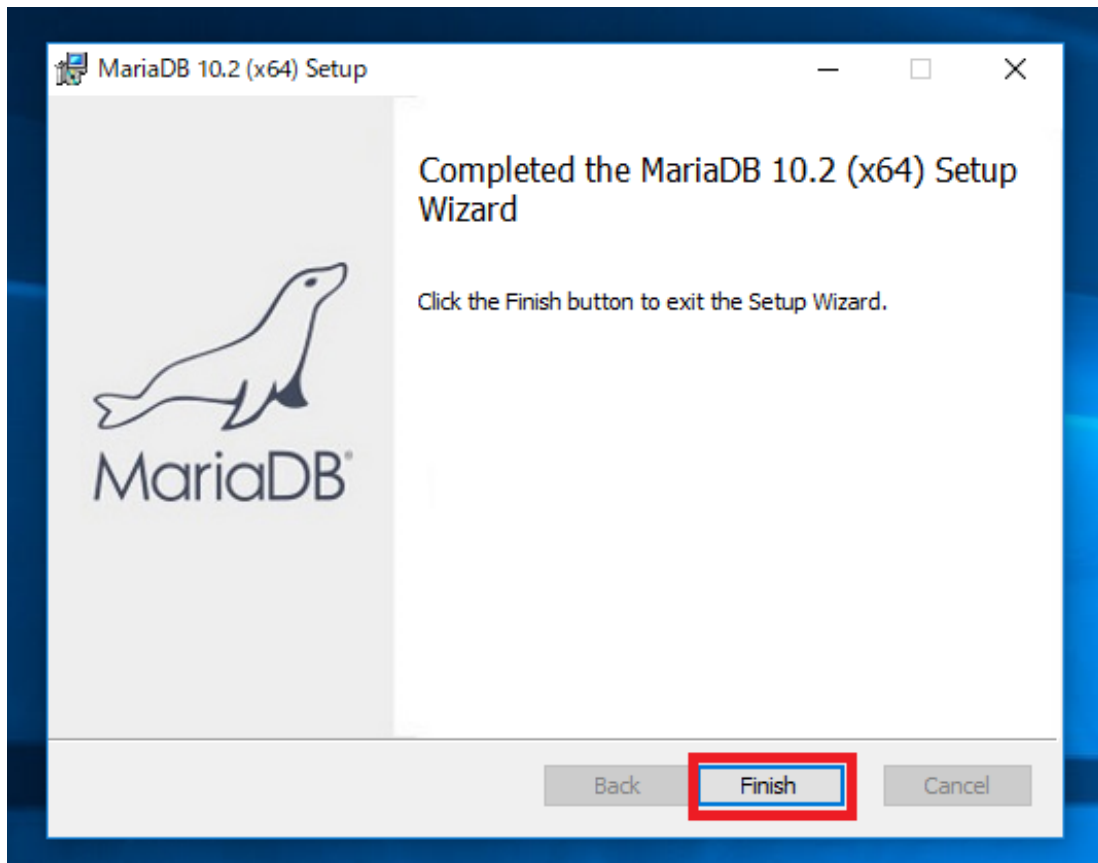 MariaDB 10.2 (x64) Setup
Completed the MariaDB 10.2 (x64) Setup
Wizard
Click the Finish button to exit the Setup Wizard.
MariaDB®
Back
Finish
Cancel